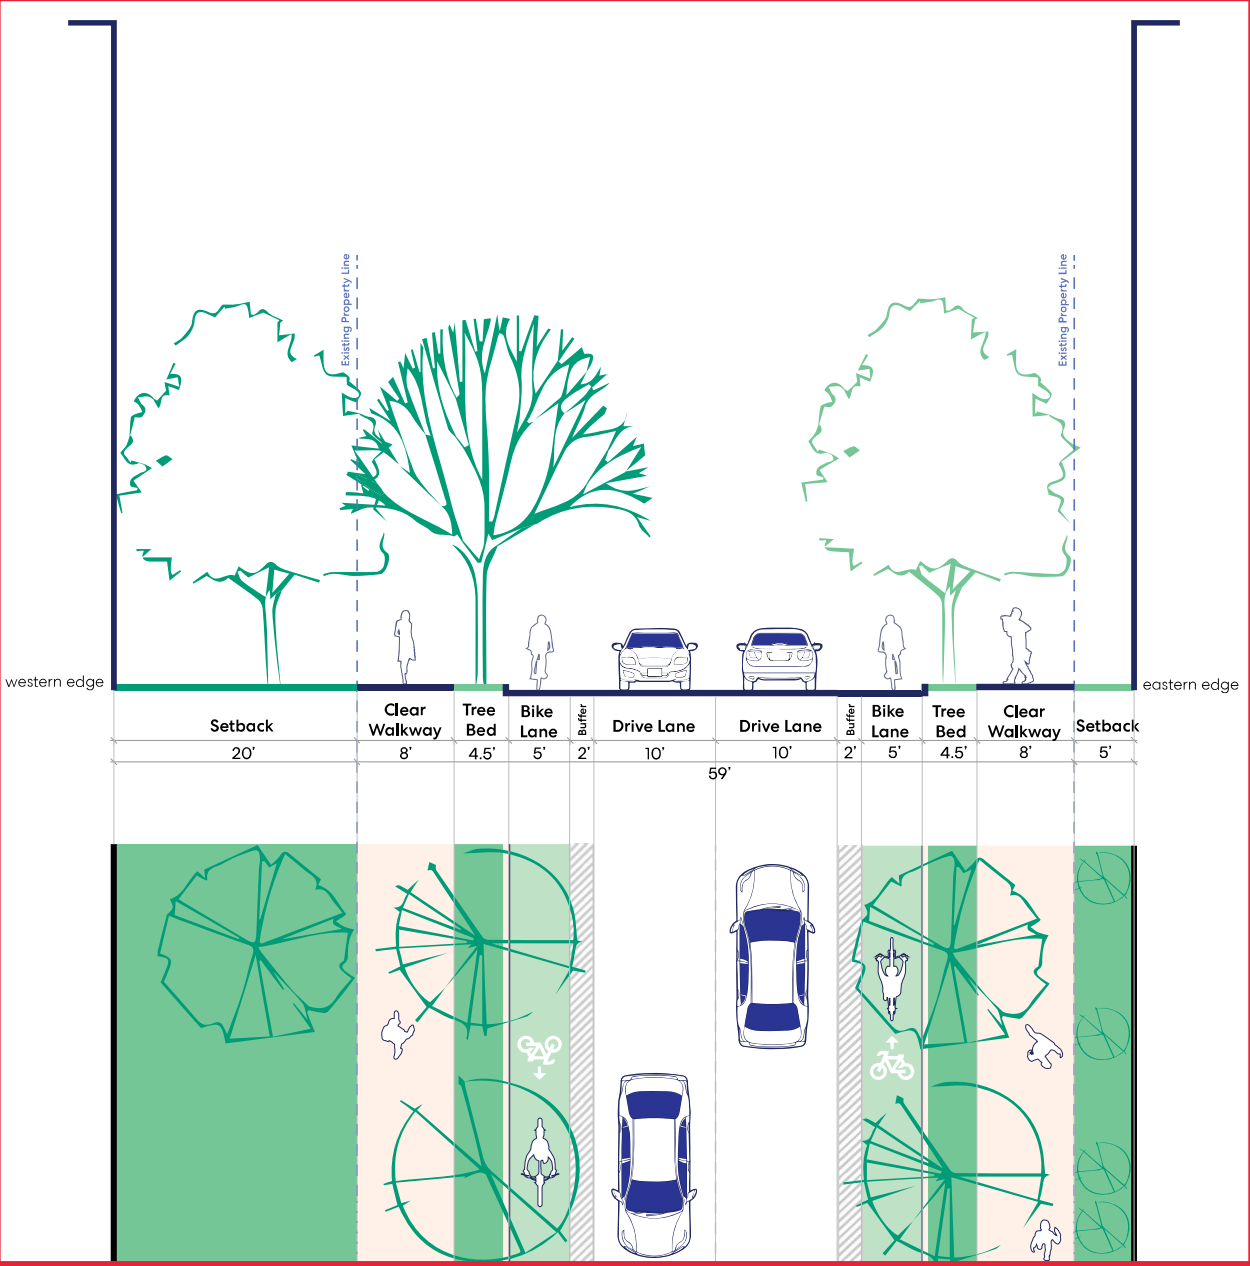 Existing Property Line
Existing Property Line
western edge
eastern edge
Setback
Clear
Walkway
Tree
Bed
Bike
Lane
Buffer
Drive Lane
Drive Lane
Buffer
Bike
Lane
Tree
Bed
Clear
Walkway
Setback
20'
8'
4.5'
5'
2'
10'
10'
2'
5'
4.5'
8'
5'
59'